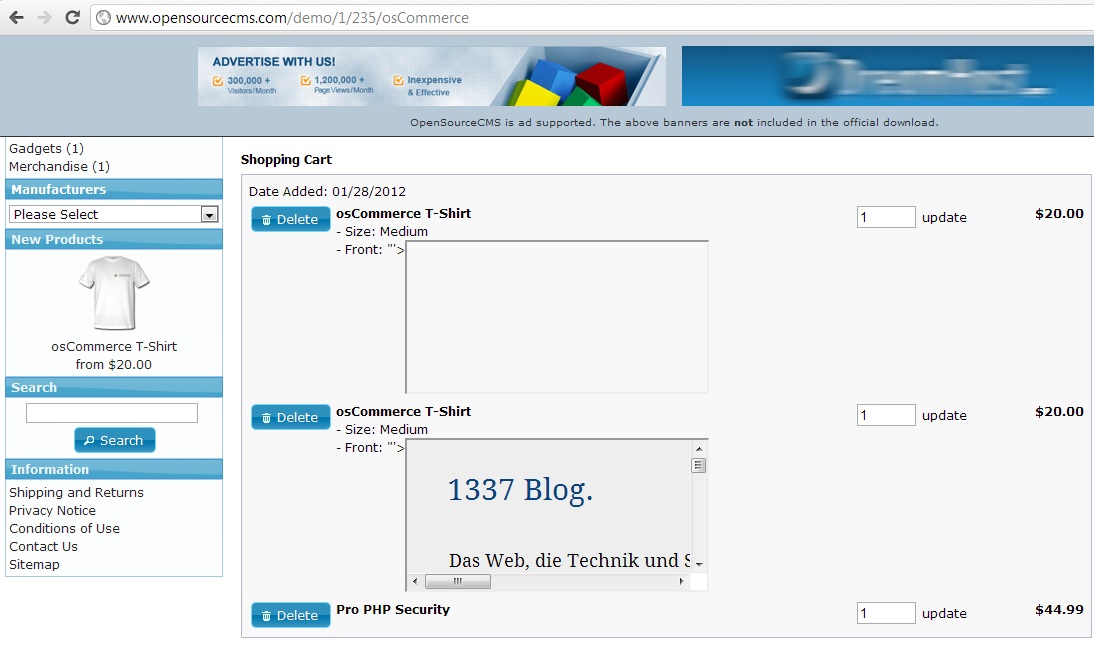 www.opensourcecms.com/demo/1/235/osCommerce
ADVERTISE WITH US!
300,000 +
Visitors/Month
1,200,000 +
Page Views/Month
Inexpensive
& Effective
OpenSourceCMS is ad supported. The above banners are not included in the official download.
Gadgets (1)
Merchandise (1)
Manufacturers
Please Select
New Products
osCommerce T-Shirt
from $20.00
Search
Search
Information
Shipping and Returns
Privacy Notice
Conditions of Use
Contact Us
Sitemap
Shopping Cart
Date Added: 01/28/2012
Delete osCommerce T-Shirt 1 update $20.00
- Size: Medium
- Front: "'>
Delete osCommerce T-Shirt 1 update $20.00
- Size: Medium
- Front: "'>
1337 Blog.
Das Web, die Technik und S
Delete Pro PHP Security 1 update $44.99